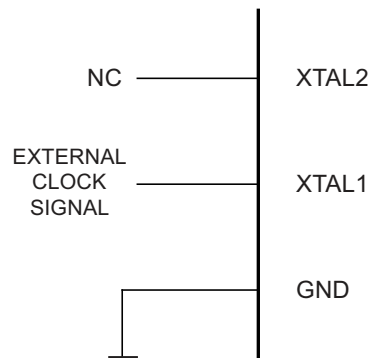 NC
XTAL2
EXTERNAL
CLOCK
SIGNAL
XTAL1
GND